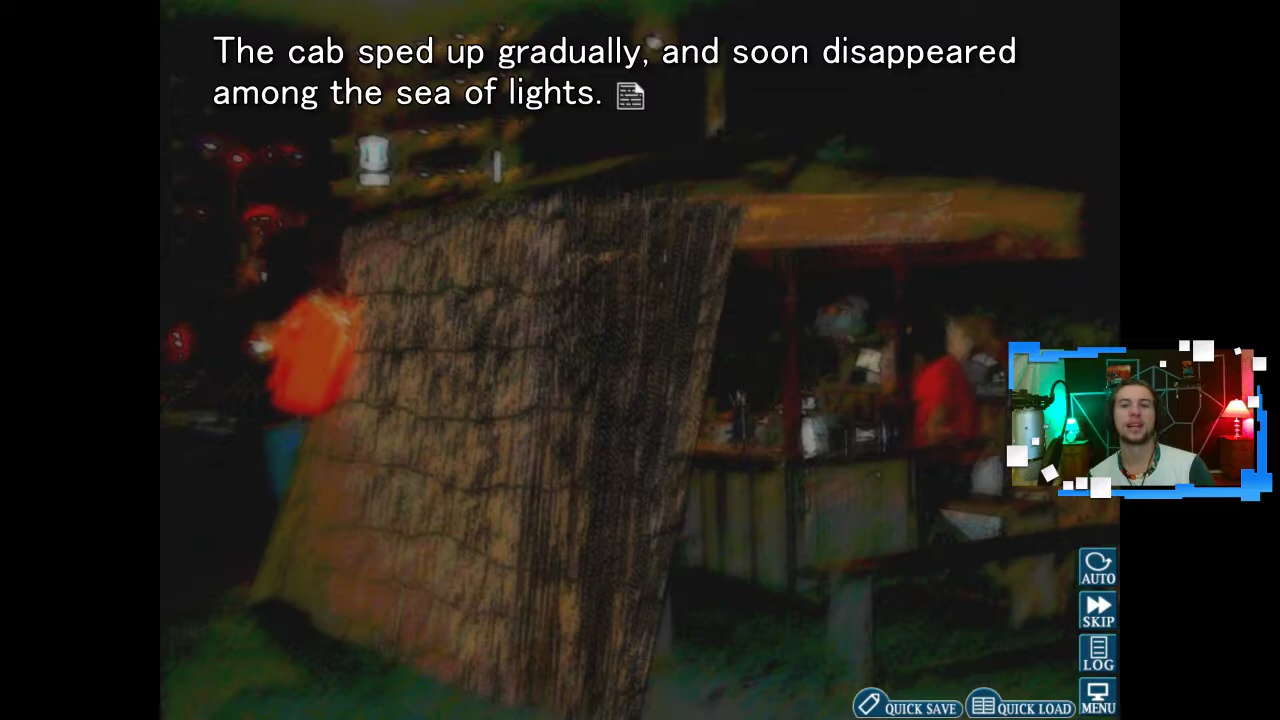 The cab sped up gradually, and soon disappeared
among the sea of lights.
AUTO
SKIP
LOG
MENU
QUICK SAVE
QUICK LOAD